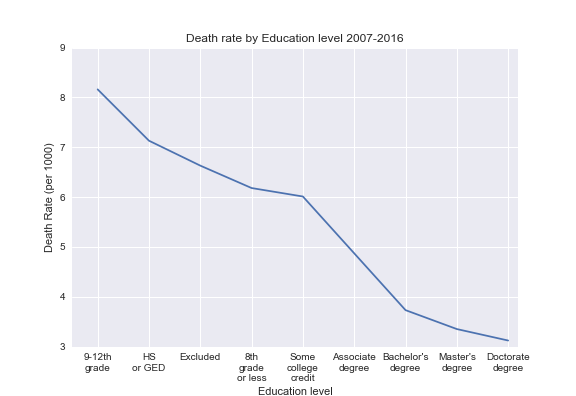 Death rate by Education level 2007-2016
9
8
7
6
5
4
3
Death Rate (per 1000)
9-12th
grade
HS
or GED
Excluded
8th
grade
or less
Some
college
credit
Associate
degree
Bachelor's
degree
Master's
degree
Doctorate
degree
Education level